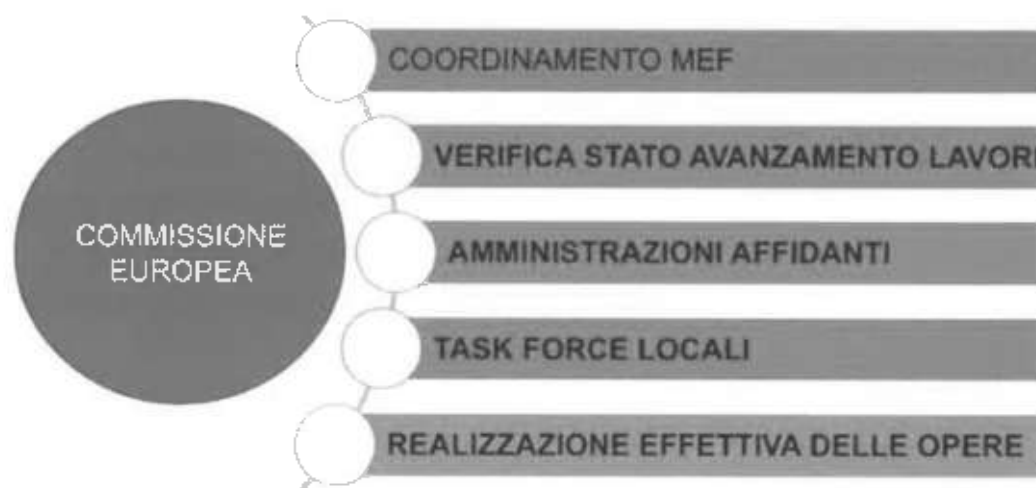 COORDINAMENTO MEF
VERIFICA STATO AVANZAMENTO LAVORI
COMMISSIONE
EUROPEA
AMMINISTRAZIONI AFFIDANTI
TASK FORCE LOCALI
REALIZZAZIONE EFFETTIVA DELLE OPERE